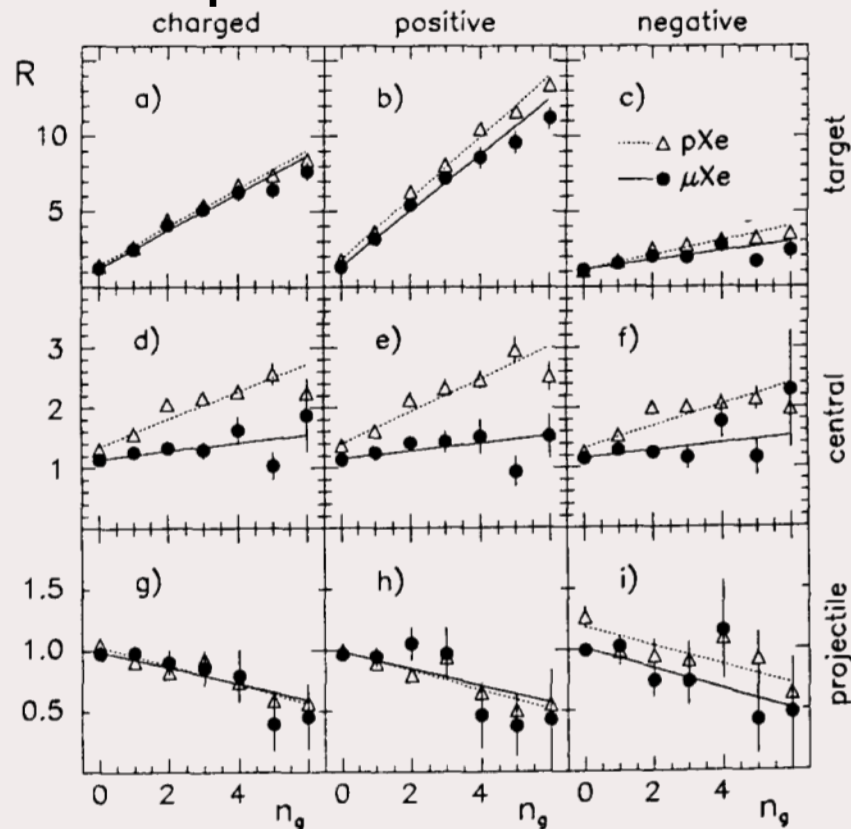 charged positive negative
R
a) b) c)
10
5
pXe
μXe
target
d) e) f)
3
2
1
central
g) h) i)
1.5
1.0
0.5
projectile
0 2 4 0 2 4 0 2 4
n_g n_g n_g